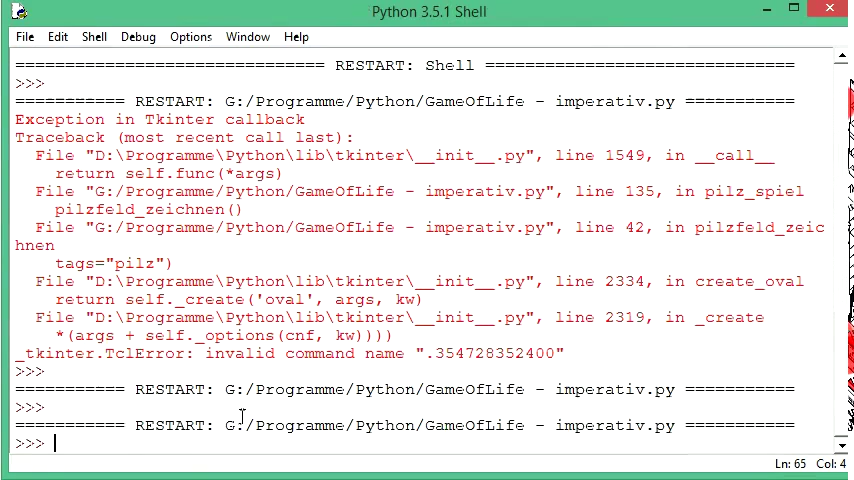 Python 3.5.1 Shell
File Edit Shell Debug Options Window Help
=============================== RESTART: Shell ===============================
>>>
=========== RESTART: G:/Programme/Python/GameOfLife - imperativ.py ===========
Exception in Tkinter callback
Traceback (most recent call last):
  File "D:\Programme\Python\lib\tkinter\__init__.py", line 1549, in __call__
    return self.func(*args)
  File "G:/Programme/Python/GameOfLife - imperativ.py", line 135, in pilz_spiel
    pilzfeld_zeichnen()
  File "G:/Programme/Python/GameOfLife - imperativ.py", line 42, in pilzfeld_zeic
hnen
    tags="pilz")
  File "D:\Programme\Python\lib\tkinter\__init__.py", line 2334, in create_oval
    return self._create('oval', args, kw)
  File "D:\Programme\Python\lib\tkinter\__init__.py", line 2319, in _create
    *(args + self._options(cnf, kw))))
_tkinter.TclError: invalid command name ".354728352400"
>>>
=========== RESTART: G:/Programme/Python/GameOfLife - imperativ.py ===========
>>>
=========== RESTART: G:/Programme/Python/GameOfLife - imperativ.py ===========
>>>
Ln: 65 Col: 4